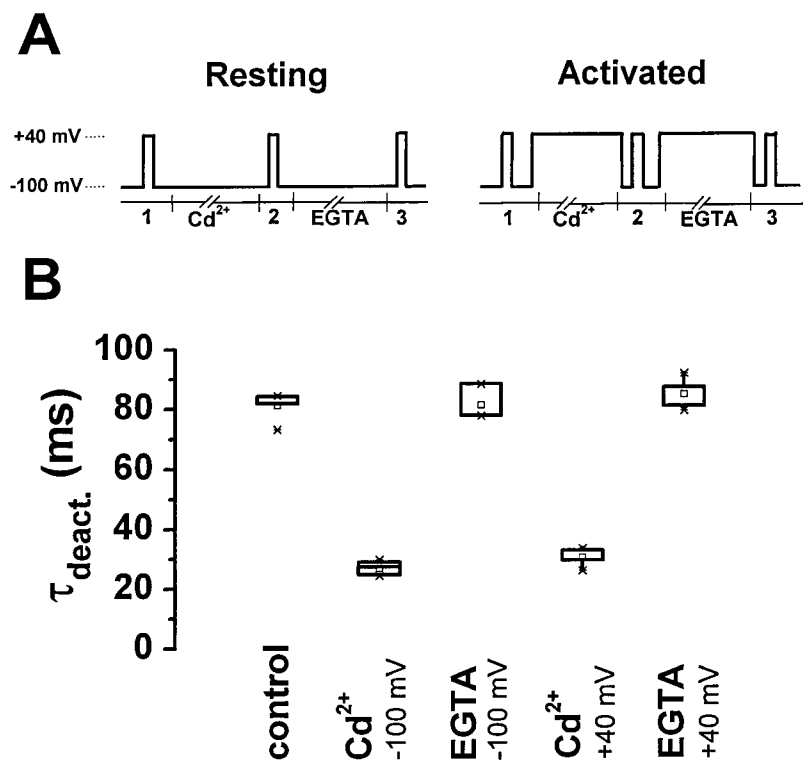 A
Resting
Activated
+40 mV
-100 mV
1 Cd²⁺ 2 EGTA 3
1 Cd²⁺ 2 EGTA 3
B
τdeact. (ms)
100
80
60
40
20
0
control
Cd²⁺ -100 mV
EGTA -100 mV
Cd²⁺ +40 mV
EGTA +40 mV